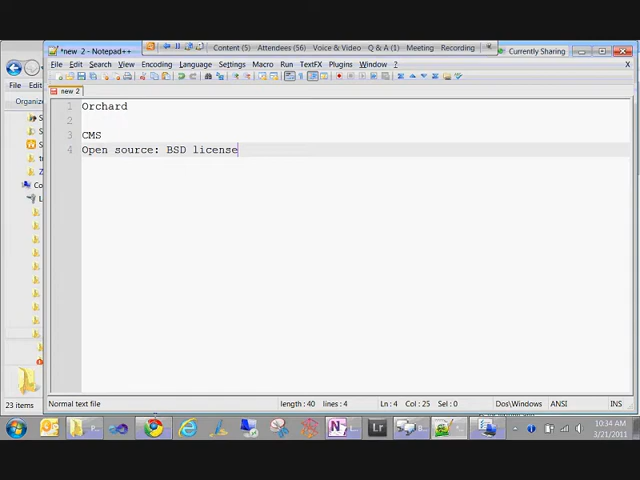 *new 2 - Notepad++
Content (5) Attendees (56) Voice & Video Q & A (1) Meeting Recording
Currently Sharing
File Edit Search View Encoding Language Settings Macro Run TextFX Plugins Window ?
X
File Edit
Organize
new 2
1 Orchard
2
3 CMS
4 Open source: BSD license
Normal text file
length : 40 lines : 4
Ln : 4 Col : 25 Sel : 0
Dos\Windows
ANSI
INS
23 items
10:34 AM
3/21/2011